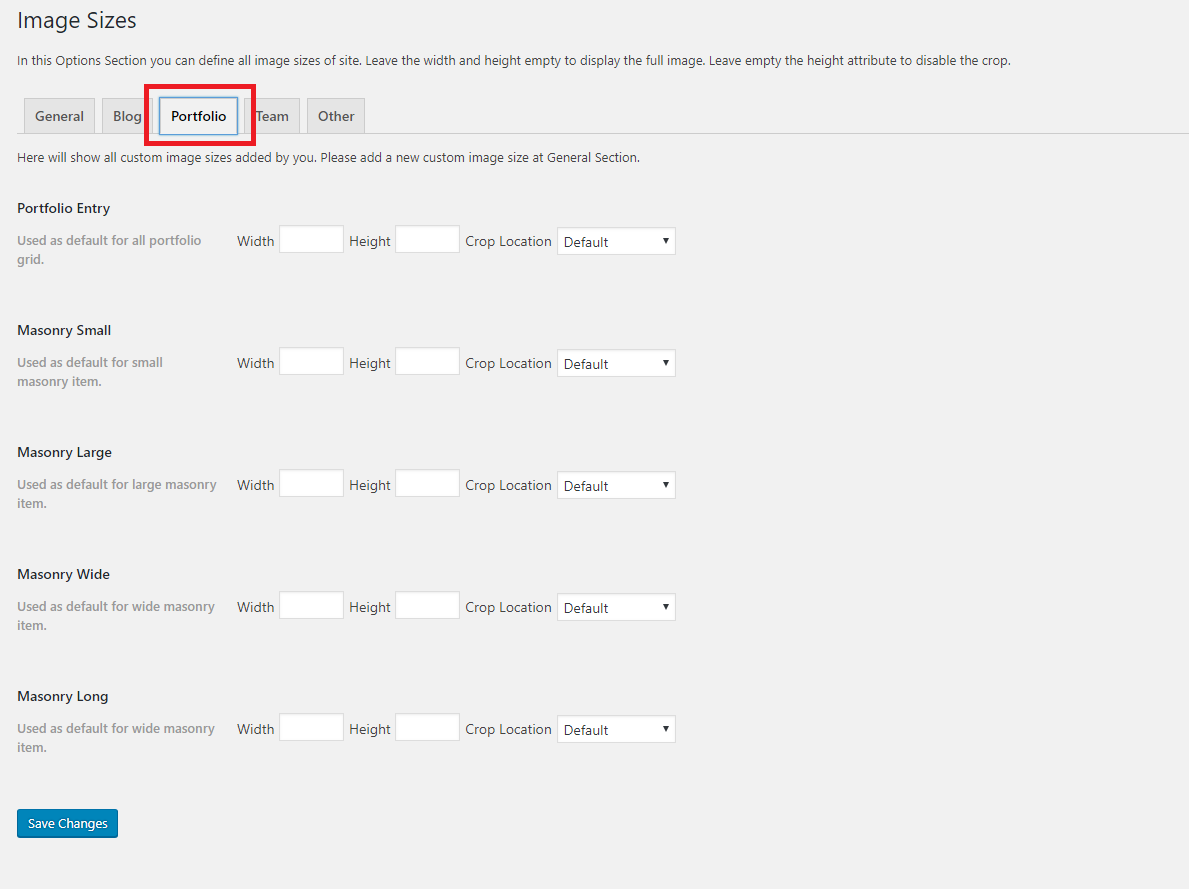 Image Sizes
In this Options Section you can define all image sizes of site. Leave the width and height empty to display the full image. Leave empty the height attribute to disable the crop.
General Blog Portfolio Team Other
Here will show all custom image sizes added by you. Please add a new custom image size at General Section.
Portfolio Entry
Used as default for all portfolio
grid.
Width Height Crop Location Default
Masonry Small
Used as default for small
masonry item.
Width Height Crop Location Default
Masonry Large
Used as default for large masonry
item.
Width Height Crop Location Default
Masonry Wide
Used as default for wide masonry
item.
Width Height Crop Location Default
Masonry Long
Used as default for wide masonry
item.
Width Height Crop Location Default
Save Changes